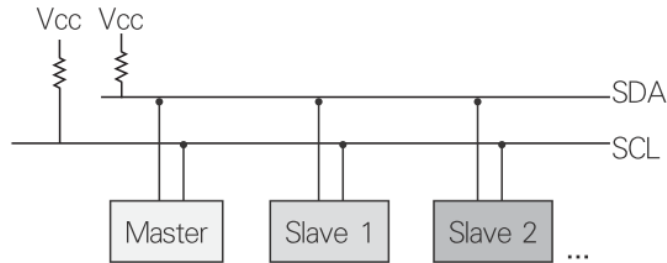 Vcc Vcc
SDA
SCL
Master Slave 1 Slave 2 ...